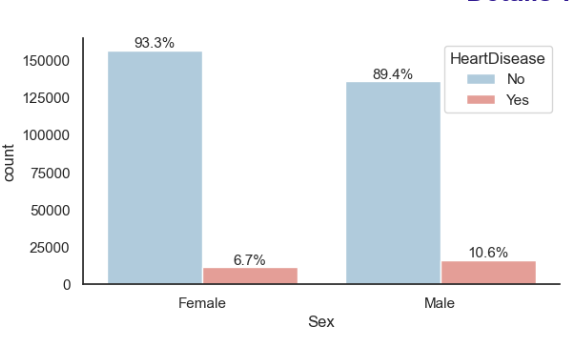 93.3%
89.4%
6.7%
10.6%
HeartDisease
No
Yes
150000
125000
100000
75000
50000
25000
0
count
Female
Male
Sex